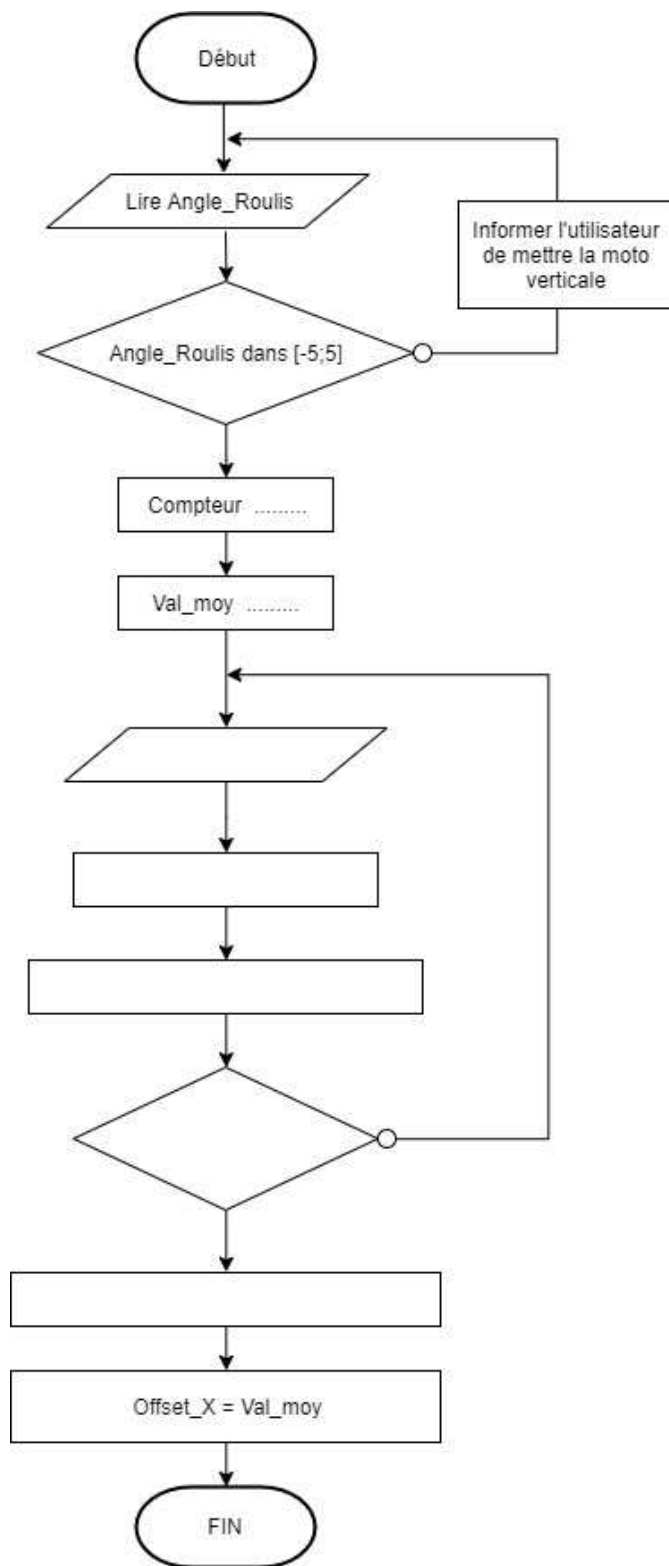 Début
Lire Angle_Roulis
Informer l'utilisateur
de mettre la moto
verticale
Angle_Roulis dans [-5;5]
Compteur .........
Val_moy .........
Offset_X = Val_moy
FIN